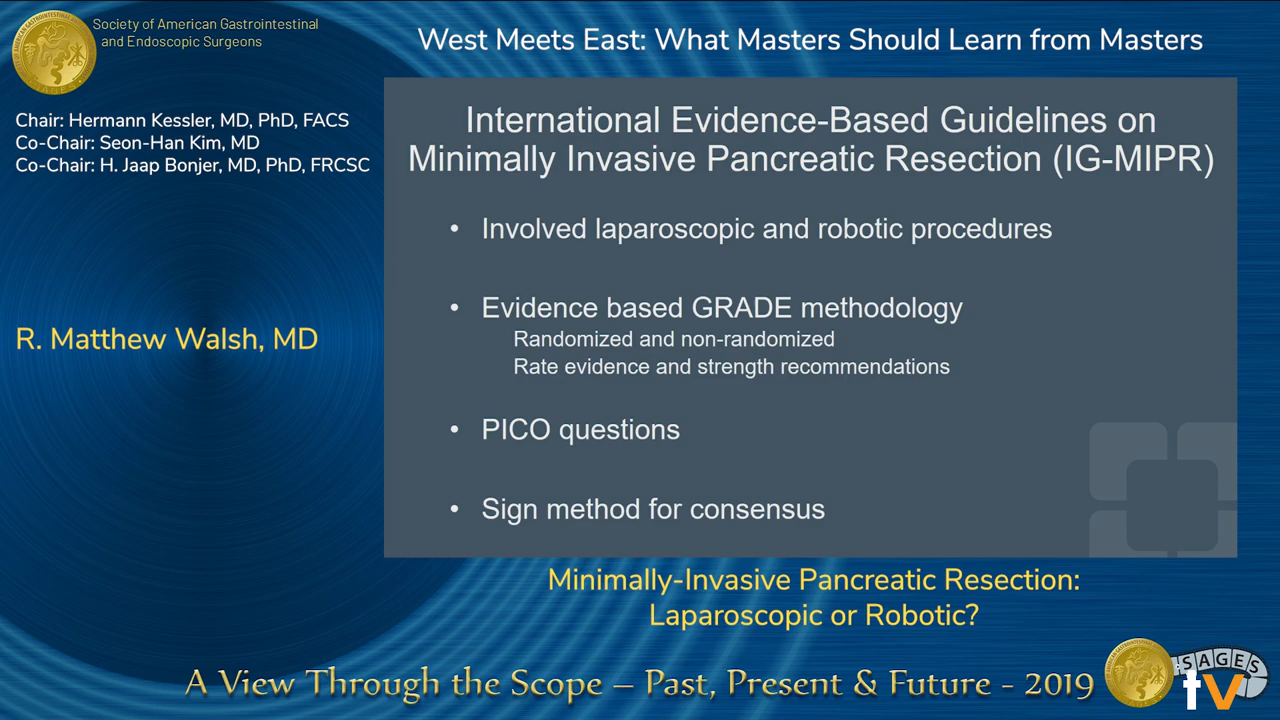 Society of American Gastrointestinal
and Endoscopic Surgeons
West Meets East: What Masters Should Learn from Masters
Chair: Hermann Kessler, MD, PhD, FACS
Co-Chair: Seon-Han Kim, MD
Co-Chair: H. Jaap Bonjer, MD, PhD, FRCSC
R. Matthew Walsh, MD
International Evidence-Based Guidelines on
Minimally Invasive Pancreatic Resection (IG-MIPR)
• Involved laparoscopic and robotic procedures
• Evidence based GRADE methodology
Randomized and non-randomized
Rate evidence and strength recommendations
• PICO questions
• Sign method for consensus
Minimally-Invasive Pancreatic Resection:
Laparoscopic or Robotic?
A View Through the Scope – Past, Present & Future - 2019
SAGES
tv